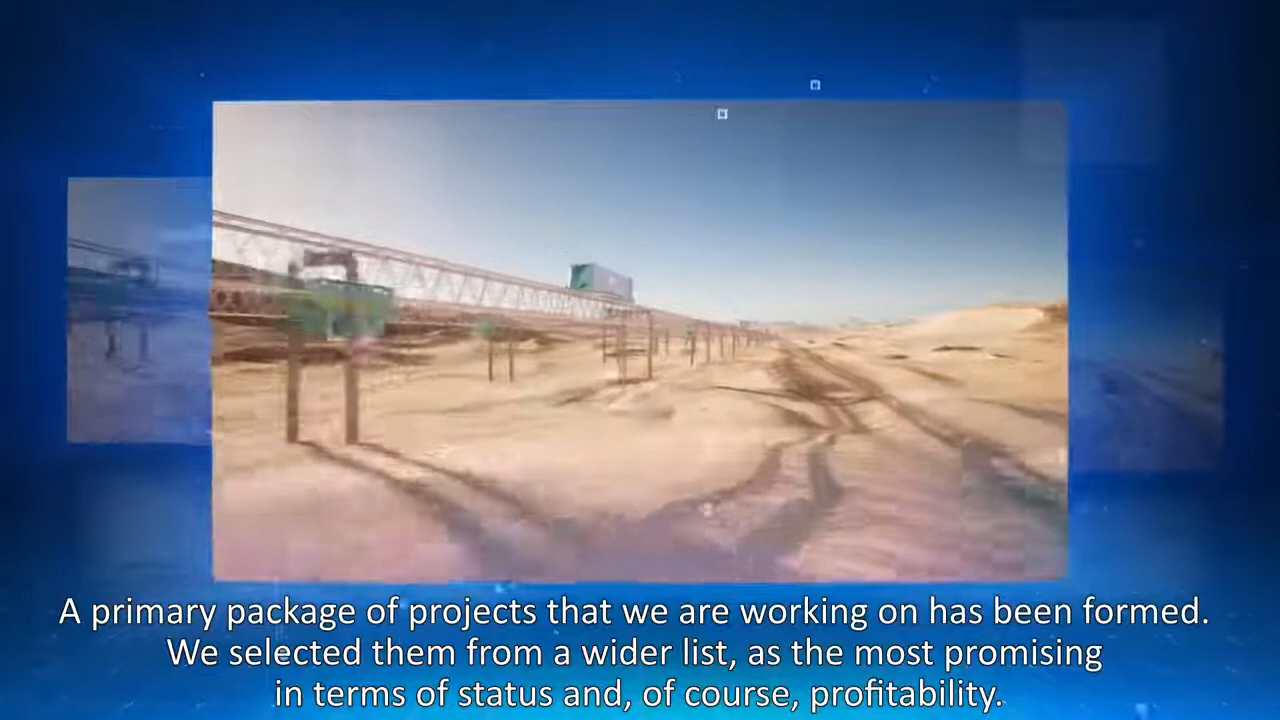 A primary package of projects that we are working on has been formed.
We selected them from a wider list, as the most promising
in terms of status and, of course, profitability.